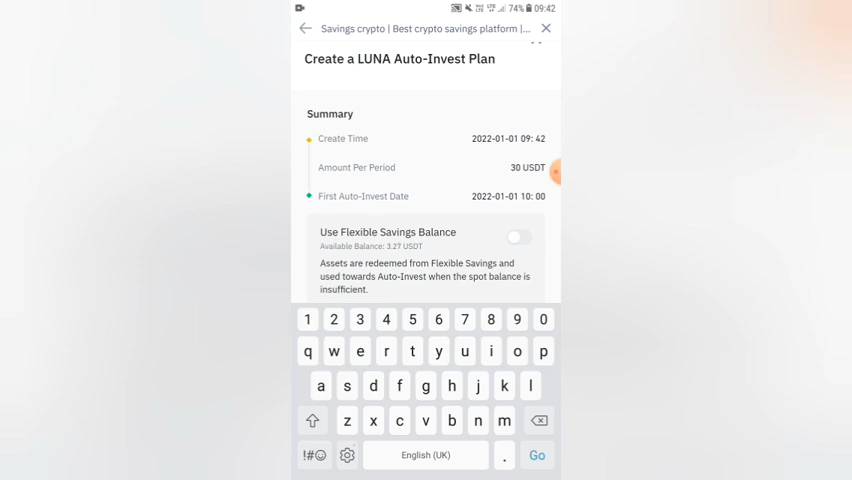 74% 09:42
Savings crypto | Best crypto savings platform |...
Create a LUNA Auto-Invest Plan
Summary
Create Time 2022-01-01 09: 42
Amount Per Period 30 USDT
First Auto-Invest Date 2022-01-01 10: 00
Use Flexible Savings Balance
Available Balance: 3.27 USDT
Assets are redeemed from Flexible Savings and
used towards Auto-Invest when the spot balance is
insufficient.
1 2 3 4 5 6 7 8 9 0
q w e r t y u i o p
a s d f g h j k l
z x c v b n m
!#☺ English (UK) . Go